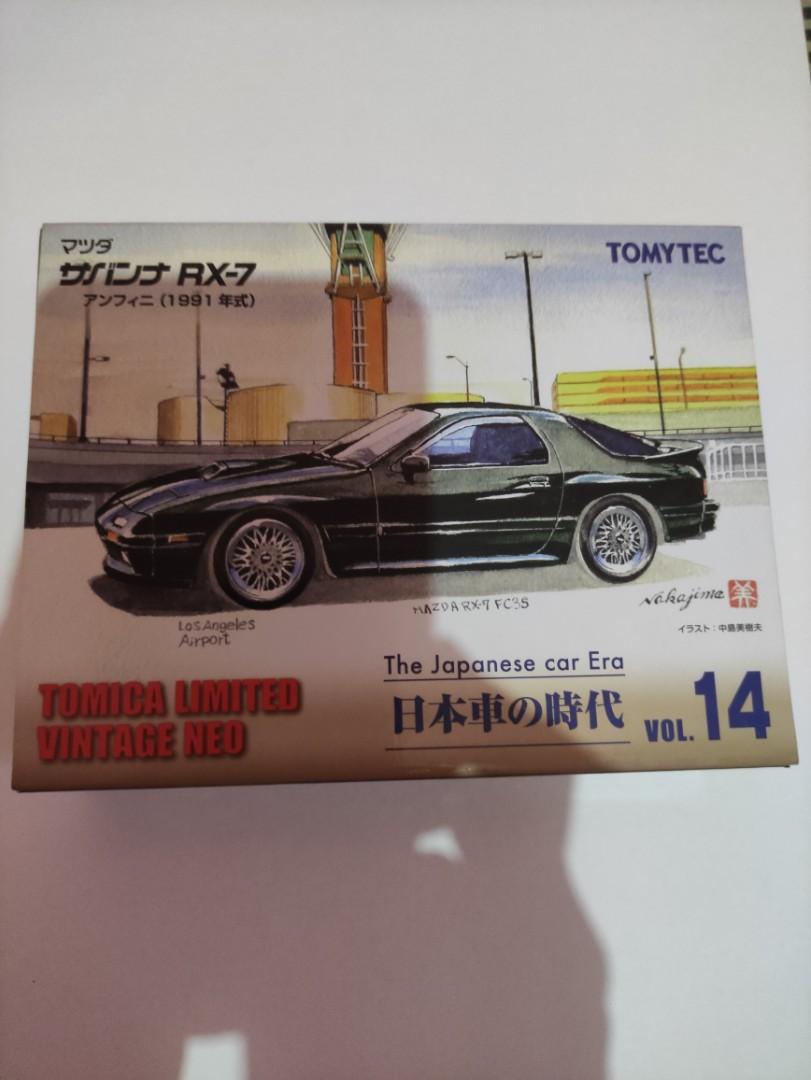 マツダ
サバンナ RX-7
アンフィニ (1991 年式)
TOMYTEC
Los Angeles
Airport
MAZDA RX-7 FC3S
Nakajima 美
イラスト：中島美樹夫
TOMICA LIMITED
VINTAGE NEO
The Japanese car Era
日本車の時代
VOL. 14